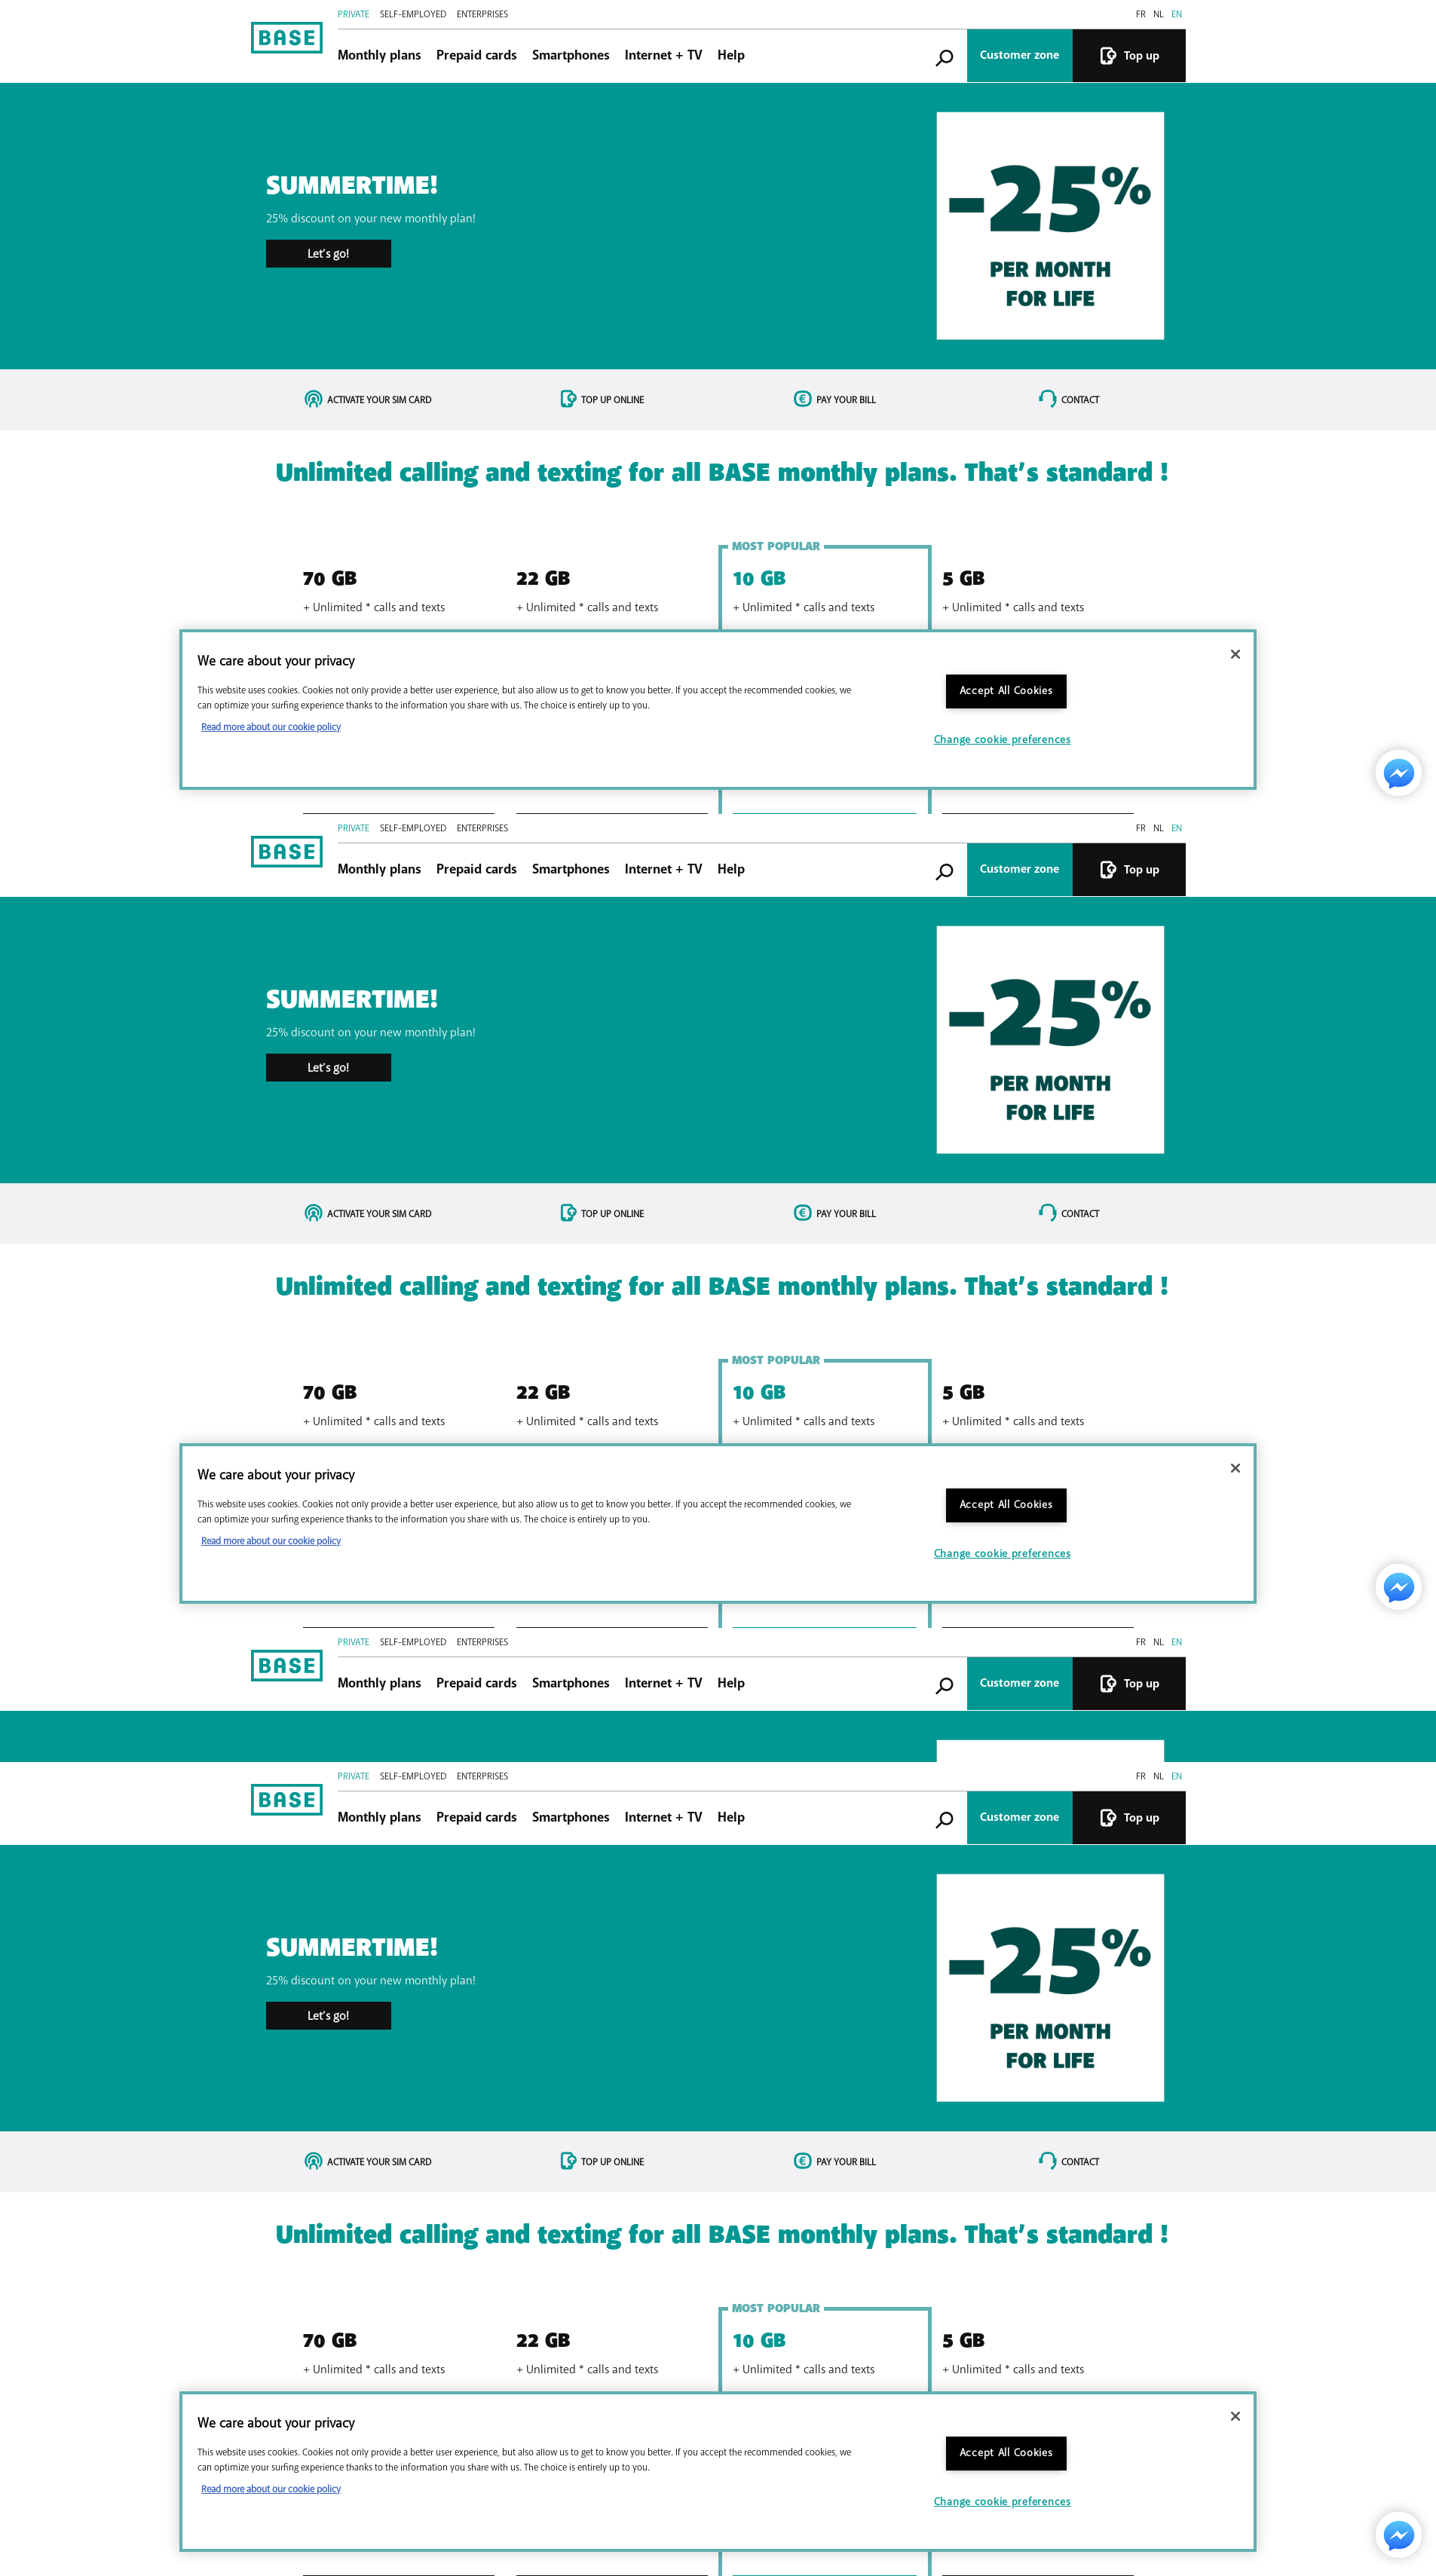 PRIVATE SELF-EMPLOYED ENTERPRISES FR NL EN
BASE
Monthly plans Prepaid cards Smartphones Internet + TV Help Customer zone Top up
SUMMERTIME!
25% discount on your new monthly plan!
Let's go!
-25%
PER MONTH
FOR LIFE
ACTIVATE YOUR SIM CARD TOP UP ONLINE PAY YOUR BILL CONTACT
Unlimited calling and texting for all BASE monthly plans. That's standard !
MOST POPULAR
70 GB 22 GB 10 GB 5 GB
+ Unlimited * calls and texts + Unlimited * calls and texts + Unlimited * calls and texts + Unlimited * calls and texts
We care about your privacy
This website uses cookies. Cookies not only provide a better user experience, but also allow us to get to know you better. If you accept the recommended cookies, we
can optimize your surfing experience thanks to the information you share with us. The choice is entirely up to you.
Read more about our cookie policy
Accept All Cookies
Change cookie preferences
PRIVATE SELF-EMPLOYED ENTERPRISES FR NL EN
BASE
Monthly plans Prepaid cards Smartphones Internet + TV Help Customer zone Top up
SUMMERTIME!
25% discount on your new monthly plan!
Let's go!
-25%
PER MONTH
FOR LIFE
ACTIVATE YOUR SIM CARD TOP UP ONLINE PAY YOUR BILL CONTACT
Unlimited calling and texting for all BASE monthly plans. That's standard !
MOST POPULAR
70 GB 22 GB 10 GB 5 GB
+ Unlimited * calls and texts + Unlimited * calls and texts + Unlimited * calls and texts + Unlimited * calls and texts
We care about your privacy
This website uses cookies. Cookies not only provide a better user experience, but also allow us to get to know you better. If you accept the recommended cookies, we
can optimize your surfing experience thanks to the information you share with us. The choice is entirely up to you.
Read more about our cookie policy
Accept All Cookies
Change cookie preferences
PRIVATE SELF-EMPLOYED ENTERPRISES FR NL EN
BASE
Monthly plans Prepaid cards Smartphones Internet + TV Help Customer zone Top up
PRIVATE SELF-EMPLOYED ENTERPRISES FR NL EN
BASE
Monthly plans Prepaid cards Smartphones Internet + TV Help Customer zone Top up
SUMMERTIME!
25% discount on your new monthly plan!
Let's go!
-25%
PER MONTH
FOR LIFE
ACTIVATE YOUR SIM CARD TOP UP ONLINE PAY YOUR BILL CONTACT
Unlimited calling and texting for all BASE monthly plans. That's standard !
MOST POPULAR
70 GB 22 GB 10 GB 5 GB
+ Unlimited * calls and texts + Unlimited * calls and texts + Unlimited * calls and texts + Unlimited * calls and texts
We care about your privacy
This website uses cookies. Cookies not only provide a better user experience, but also allow us to get to know you better. If you accept the recommended cookies, we
can optimize your surfing experience thanks to the information you share with us. The choice is entirely up to you.
Read more about our cookie policy
Accept All Cookies
Change cookie preferences